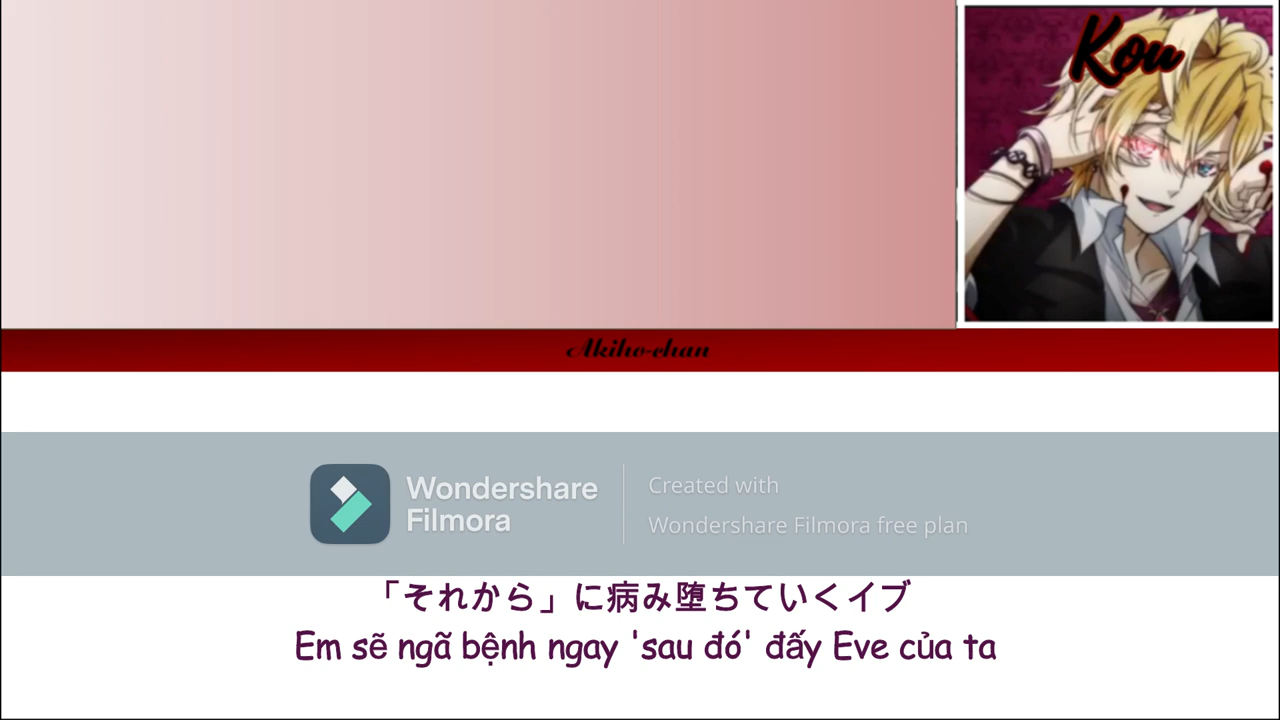 Kou
Akiho-chan
Wondershare
Filmora
Created with
Wondershare Filmora free plan
「それから」に病み堕ちていくイブ
Em sẽ ngã bệnh ngay 'sau đó' đấy Eve của ta